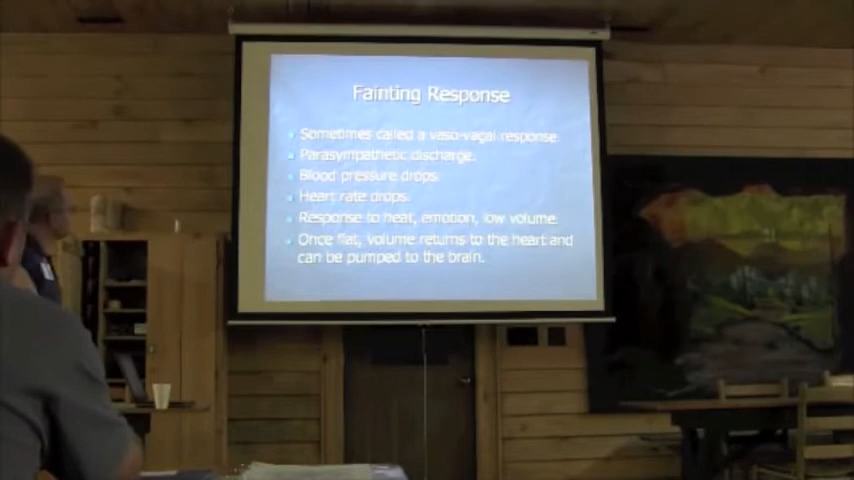 Fainting Response
Sometimes called a vaso-vagal response.
Parasympathetic discharge.
Blood pressure drops.
Heart rate drops.
Response to heat, emotion, low volume.
Once flat, volume returns to the heart and
can be pumped to the brain.